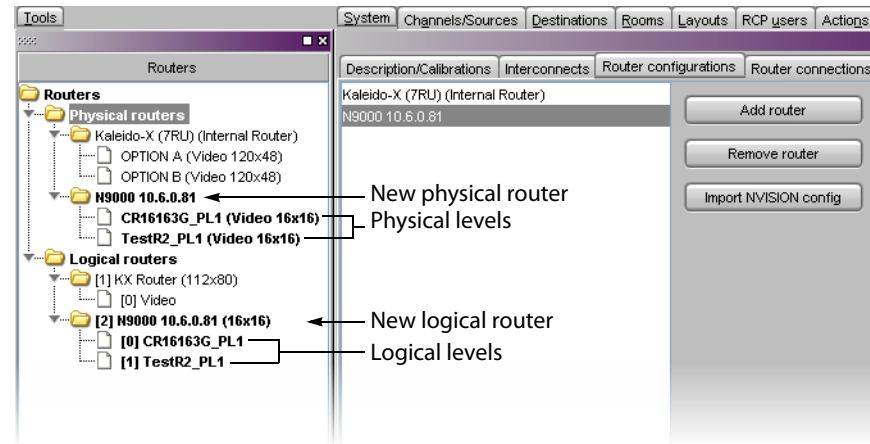 Tools
Routers
Routers
Physical routers
Kaleido-X (7RU) (Internal Router)
OPTION A (Video 120x48)
OPTION B (Video 120x48)
N9000 10.6.0.81
CR16163G_PL1 (Video 16x16)
TestR2_PL1 (Video 16x16)
Logical routers
[1] KX Router (112x80)
[0] Video
[2] N9000 10.6.0.81 (16x16)
[0] CR16163G_PL1
[1] TestR2_PL1
System Channels/Sources Destinations Rooms Layouts RCP users Actions
Description/Calibrations Interconnects Router configurations Router connections
Kaleido-X (7RU) (Internal Router)
N9000 10.6.0.81
Add router
Remove router
Import NVISION config
New physical router
Physical levels
New logical router
Logical levels